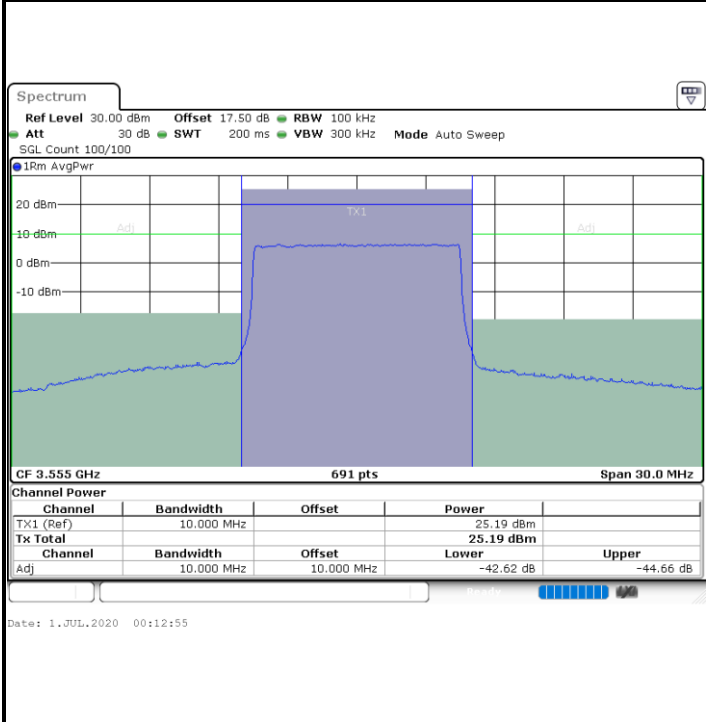 Spectrum
Ref Level 30.00 dBm Offset 17.50 dB RBW 100 kHz
Att 30 dB SWT 200 ms VBW 300 kHz Mode Auto Sweep
SGL Count 100/100
1Rm AvgPwr
20 dBm
TX1
Adj
Adj
10 dBm
0 dBm
-10 dBm
CF 3.555 GHz 691 pts Span 30.0 MHz
Channel Power
Channel Bandwidth Offset Power
TX1 (Ref) 10.000 MHz 25.19 dBm
Tx Total 25.19 dBm
Channel Bandwidth Offset Lower Upper
Adj 10.000 MHz 10.000 MHz -42.62 dB -44.66 dB
Ready
Date: 1.JUL.2020 00:12:55